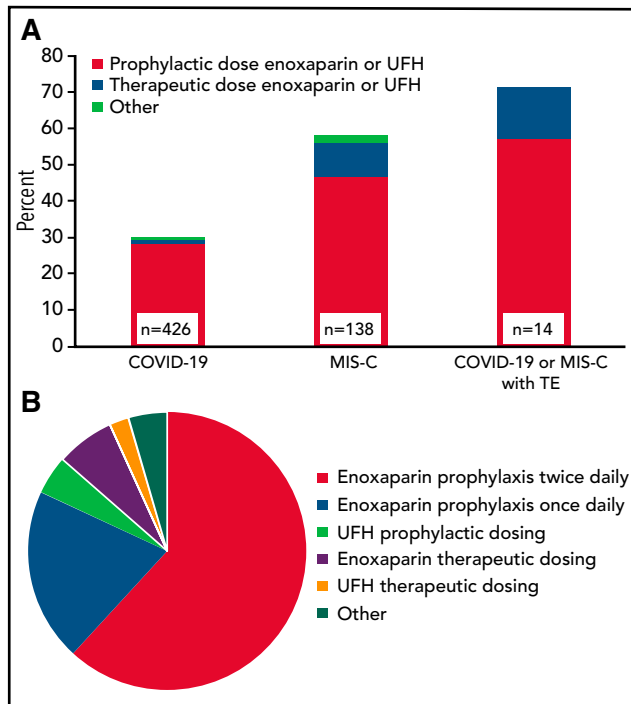 A
80
70
60
50
40
30
20
10
0
Percent
Prophylactic dose enoxaparin or UFH
Therapeutic dose enoxaparin or UFH
Other
n=426
n=138
n=14
COVID-19
MIS-C
COVID-19 or MIS-C
with TE
B
Enoxaparin prophylaxis twice daily
Enoxaparin prophylaxis once daily
UFH prophylactic dosing
Enoxaparin therapeutic dosing
UFH therapeutic dosing
Other